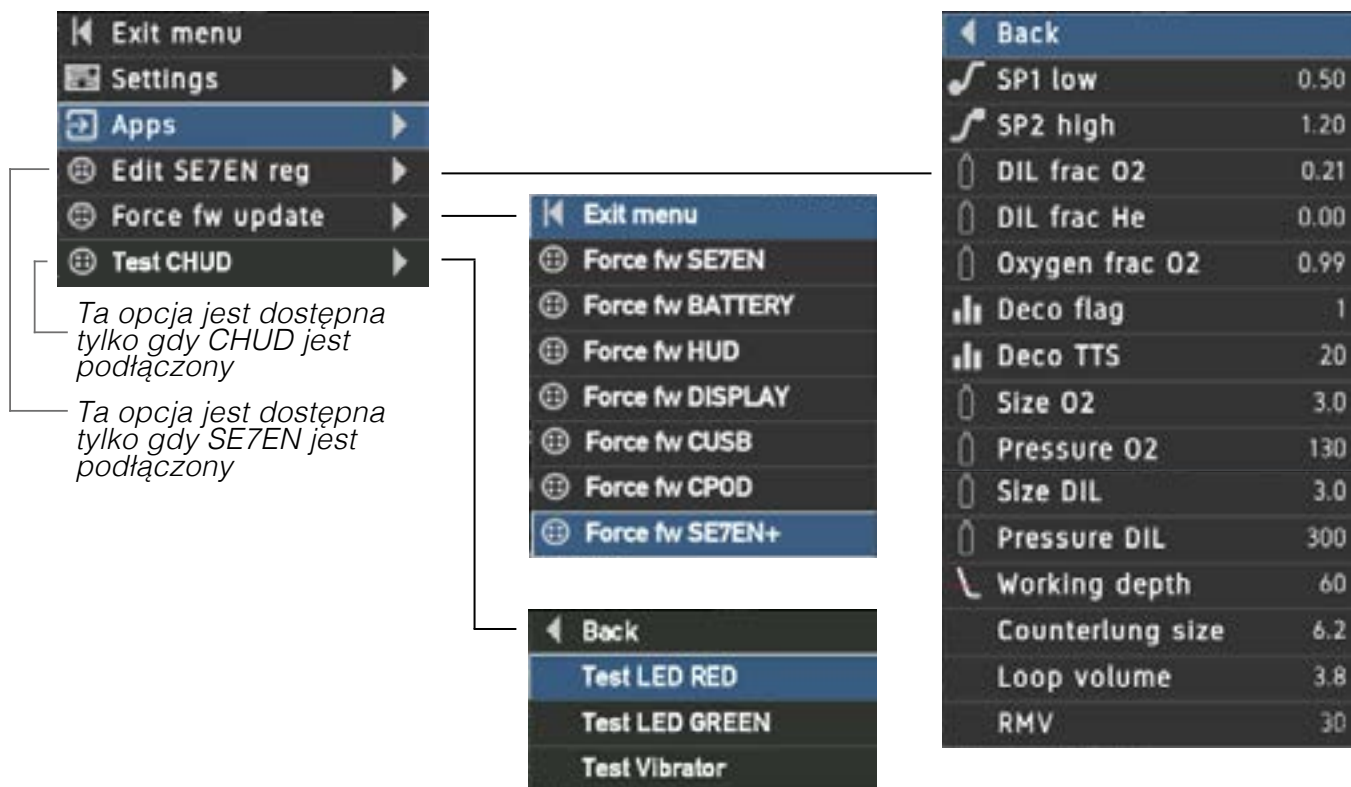 Exit menu
Settings
Apps
Edit SE7EN reg
Force fw update
Test CHUD
Ta opcja jest dostępna
tylko gdy CHUD jest
podłączony
Ta opcja jest dostępna
tylko gdy SE7EN jest
podłączony
Exit menu
Force fw SE7EN
Force fw BATTERY
Force fw HUD
Force fw DISPLAY
Force fw CUSB
Force fw CPOD
Force fw SE7EN+
Back
Test LED RED
Test LED GREEN
Test Vibrator
Back
SP1 low 0.50
SP2 high 1.20
DIL frac O2 0.21
DIL frac He 0.00
Oxygen frac O2 0.99
Deco flag 1
Deco TTS 20
Size O2 3.0
Pressure O2 130
Size DIL 3.0
Pressure DIL 300
Working depth 60
Counterlung size 6.2
Loop volume 3.8
RMV 30